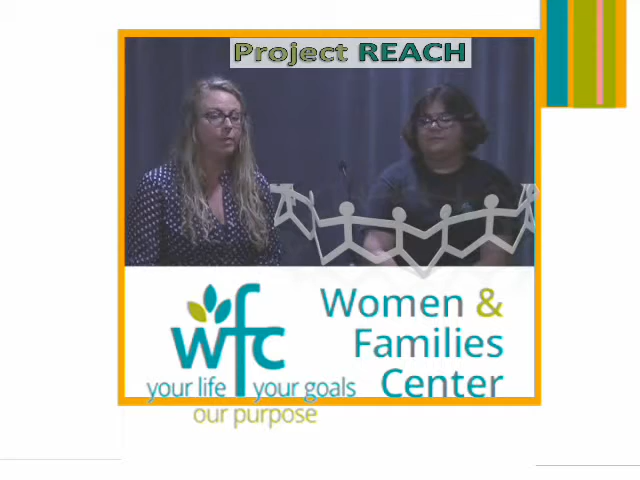 Project REACH
wfc
Women &
Families
Center
your life your goals
our purpose